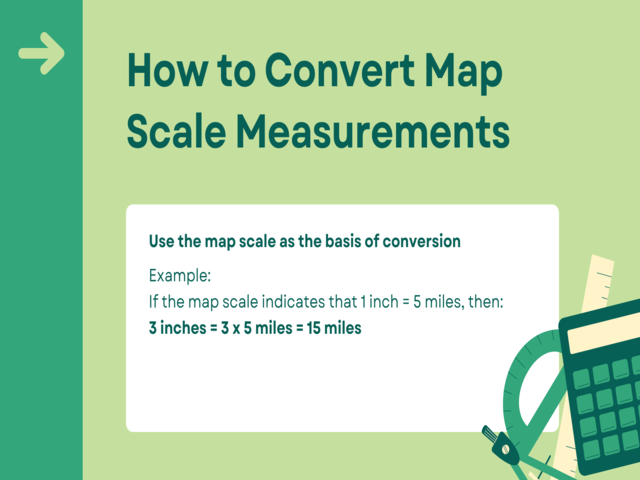 How to Convert Map
Scale Measurements
Use the map scale as the basis of conversion
Example:
If the map scale indicates that 1 inch = 5 miles, then:
3 inches = 3 x 5 miles = 15 miles